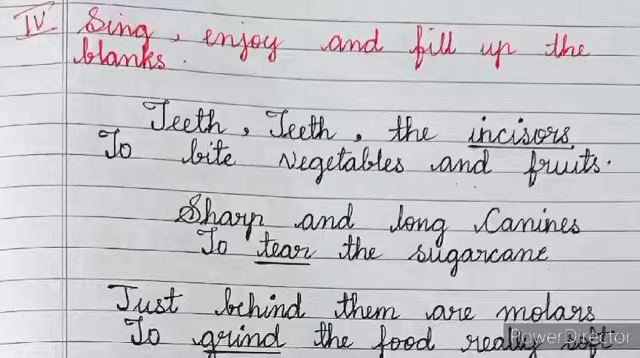 IV Sing, enjoy and fill up the
blanks.
Teeth, Teeth, the incisors
To bite vegetables and fruits.
Sharp and long Canines
To tear the sugarcane
Just behind them are molars
To grind the food really soft
PowerDirector